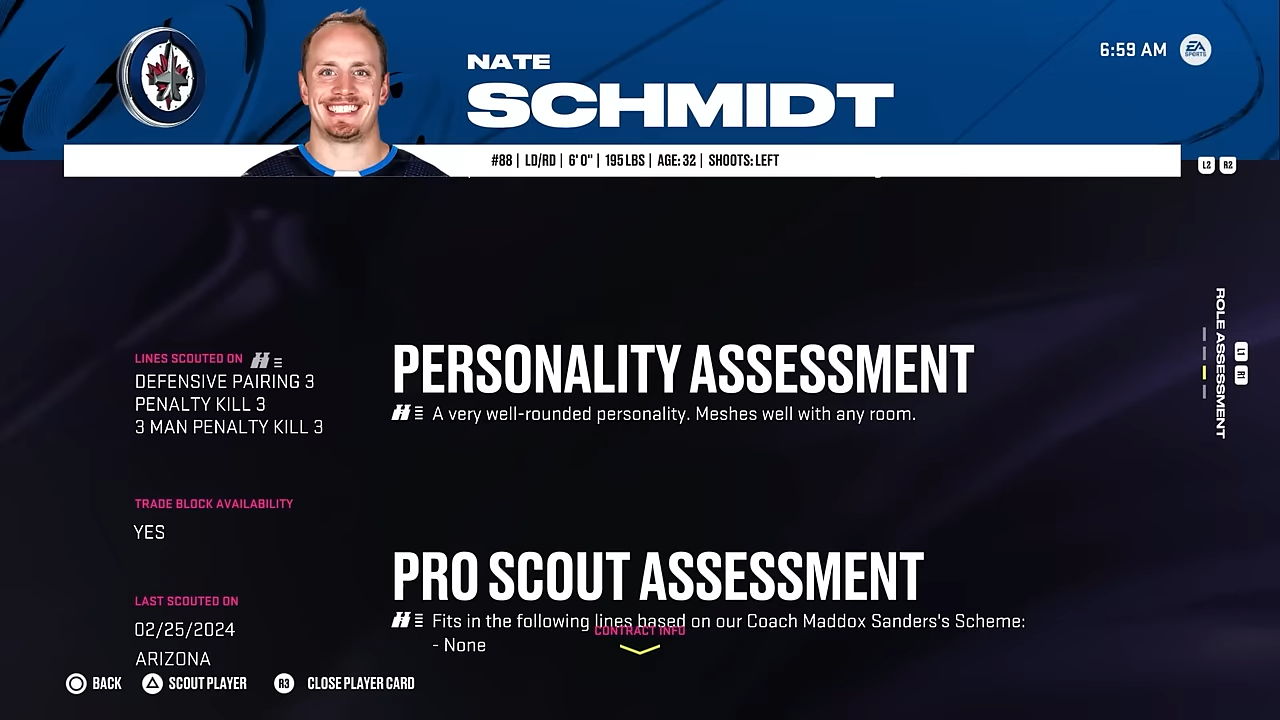 NATE
SCHMIDT
6:59 AM
EA
SPORTS
#88 | LD/RD | 6' 0" | 195 LBS | AGE: 32 | SHOOTS: LEFT
L2 R2
ROLE ASSESSMENT
L1
R1
LINES SCOUTED ON
DEFENSIVE PAIRING 3
PENALTY KILL 3
3 MAN PENALTY KILL 3
TRADE BLOCK AVAILABILITY
YES
LAST SCOUTED ON
02/25/2024
ARIZONA
PERSONALITY ASSESSMENT
A very well-rounded personality. Meshes well with any room.
PRO SCOUT ASSESSMENT
Fits in the following lines based on our Coach Maddox Sanders's Scheme:
- None
CONTRACT INFO
BACK SCOUT PLAYER R3 CLOSE PLAYER CARD